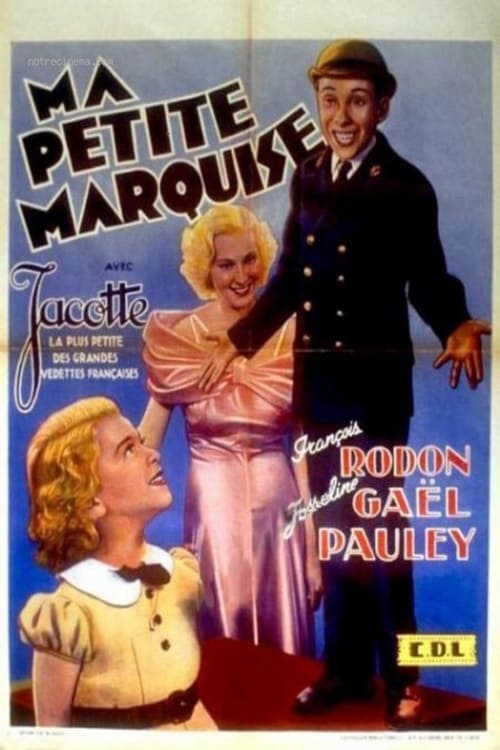 notrecinema.com
MA
PETITE
MARQUISE
AVEC
Jacotte
LA PLUS PETITE
DES GRANDES
VEDETTES FRANÇAISES
François
RODON
Josseline
GAËL
PAULEY
C.D.L